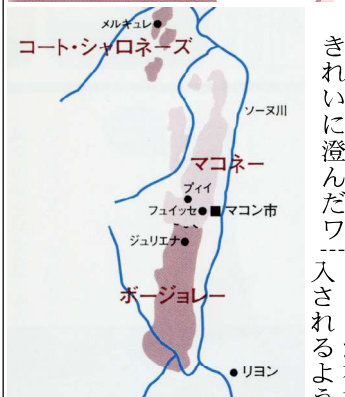 メルキュレ
コート・シャロネーズ
ソーヌ川
マコネー
プィイ
フュイッセ
マコン市
ジュリエナ
ボージョレー
リヨン
きれいに澄んだワ
入されるよう